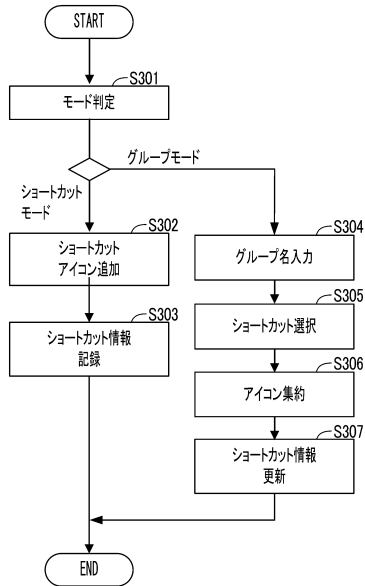 START
S301
モード判定
グループモード
ショートカット
モード
S302
ショートカット
アイコン追加
S303
ショートカット情報
記録
S304
グループ名入力
S305
ショートカット選択
S306
アイコン集約
S307
ショートカット情報
更新
END